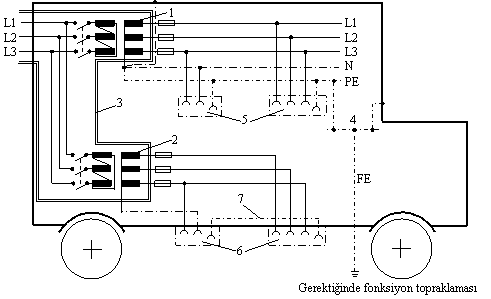 L1
L2
L3
1
L1
L2
L3
N
PE
3
5
4
2
FE
7
6
Gerektiğinde fonksiyon topraklaması